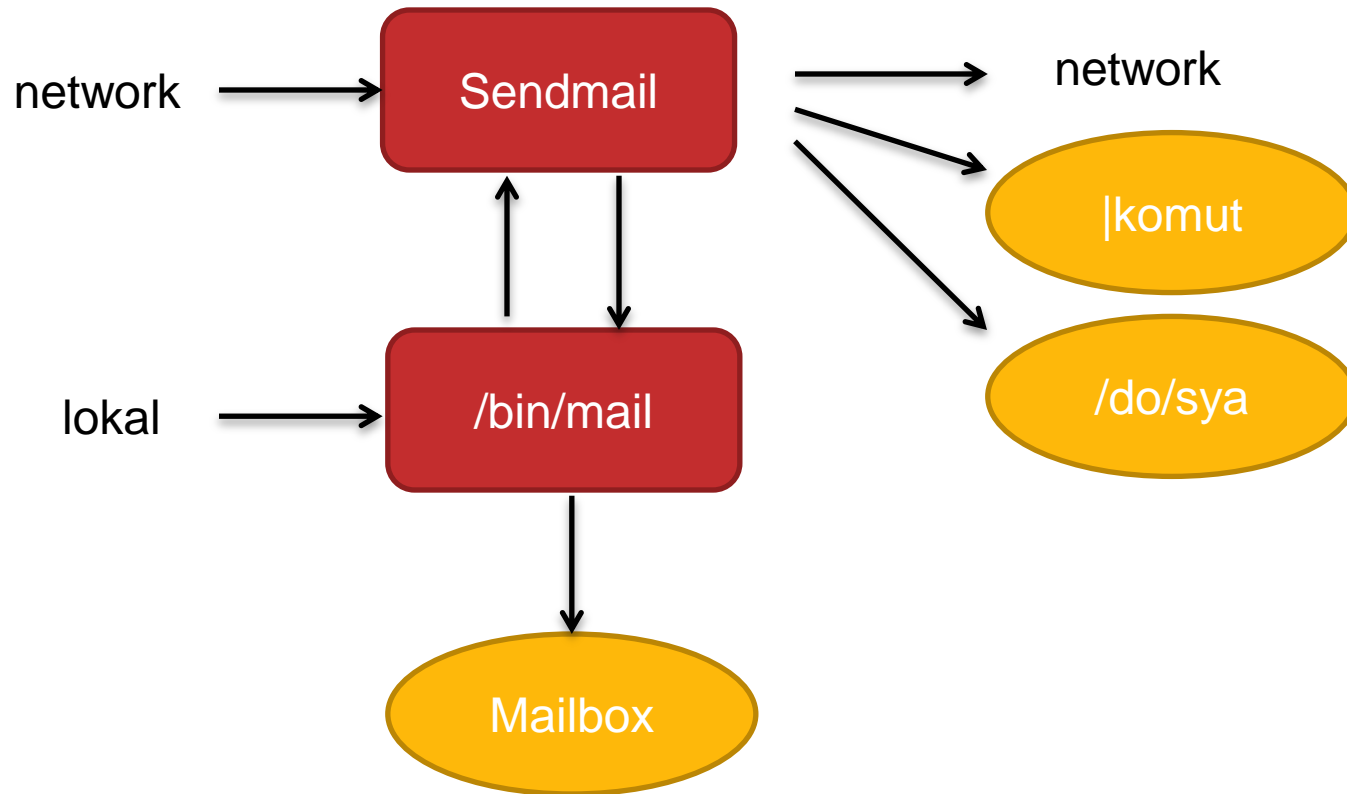 network
Sendmail
network
|komut
lokal
/bin/mail
/do/sya
Mailbox